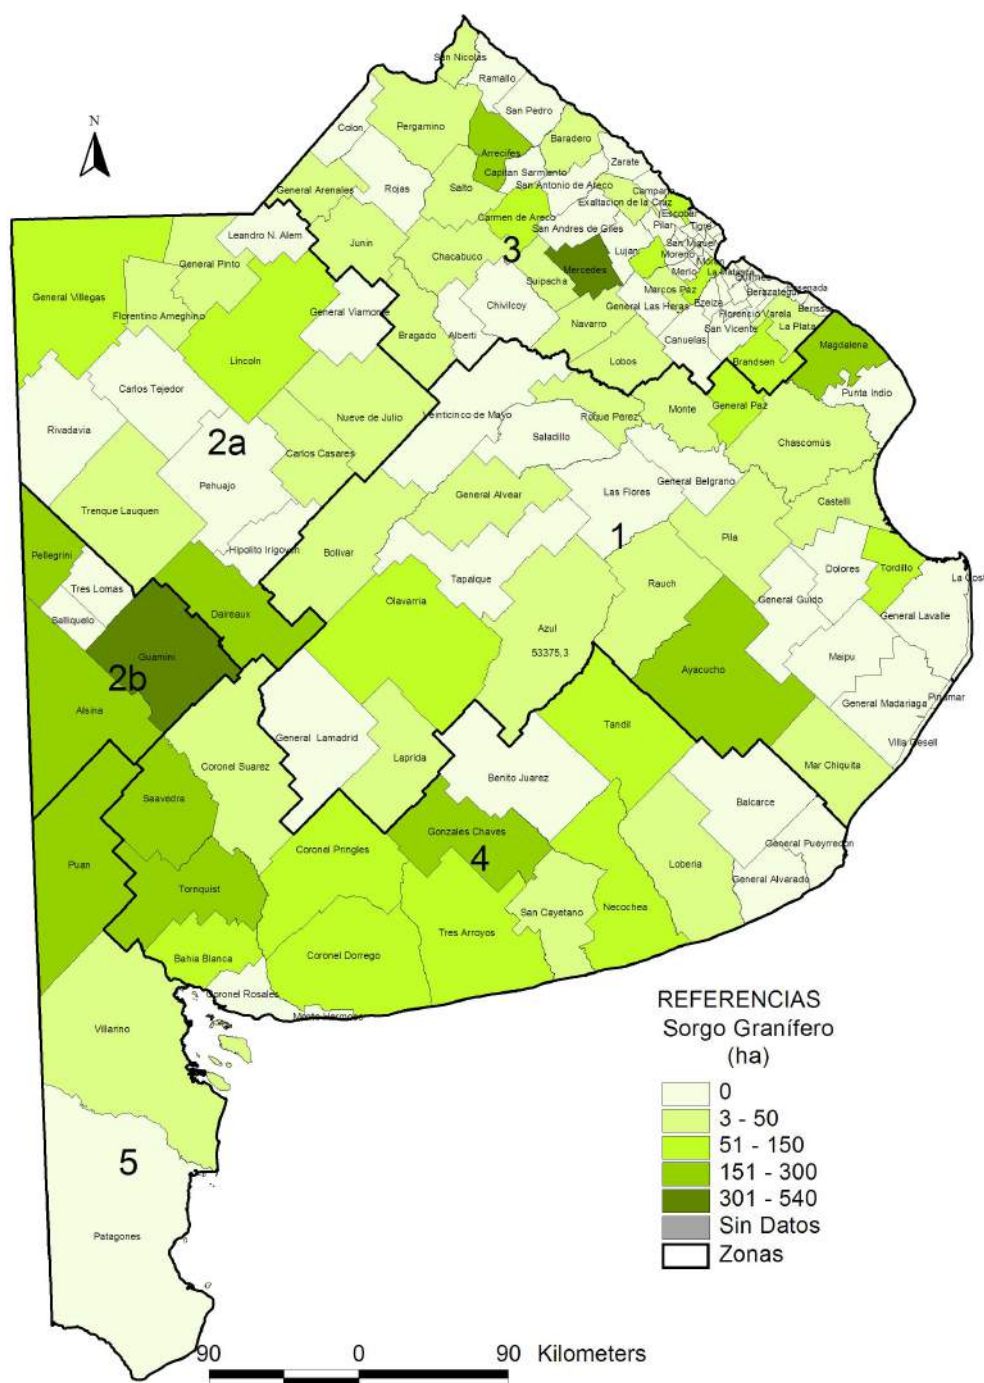 N
San Nicolas
Ramallo
San Pedro
Colon
Pergamino
Baradero
Arrecifes
Zarate
Capitan Sarmiento
San Antonio de Areco
General Arenales
Rojas
Salto
Campana
Exaltacion de la Cruz
Escobar
Carmen de Areco
San Andres de Giles
Pilar
Tigre
Leandro N. Alem
Junin
3
Lujan
San Miguel
Moreno
General Pinto
Chacabuco
Mercedes
Merlo
Suipacha
Marcos Paz
Berazategui
General Villegas
Florentino Ameghino
General Viamonte
Chivilcoy
General Las Heras
Ezeiza
Florencio Varela
Navarro
San Vicente
La Plata
Bragado
Alberti
Canuelas
Magdalena
Lincoln
Lobos
Brandsen
Carlos Tejedor
Punta Indio
General Paz
Monte
Nueve de Julio
Veinticinco de Mayo
Roque Perez
Rivadavia
2a
Saladillo
Chascomús
Carlos Casares
General Belgrano
Pehuajo
Las Flores
General Alvear
Castelli
Trenque Lauquen
1
Pila
Hipolito Irigoyen
Bolivar
Pellegrini
Dolores
Tordillo
La Cost
Tres Lomas
Tapalque
Rauch
General Guido
Olavarria
Daireaux
General Lavalle
Salliquelo
Azul
53375,3
Guamini
Maipu
Ayacucho
2b
Pinamar
General Madariaga
Alsina
Tandil
Villa Gesell
General Lamadrid
Laprida
Coronel Suarez
Mar Chiquita
Benito Juarez
Saavedra
Balcarce
Gonzales Chaves
General Pueyrredon
Coronel Pringles
4
Puan
Loberia
General Alvarado
Tornquist
Necochea
San Cayetano
Tres Arroyos
Bahia Blanca
Coronel Dorrego
Coronel Rosales
Monte Hermoso
Villarino
5
Patagones
REFERENCIAS
Sorgo Granífero
(ha)
0
3 - 50
51 - 150
151 - 300
301 - 540
Sin Datos
Zonas
90 0 90 Kilometers